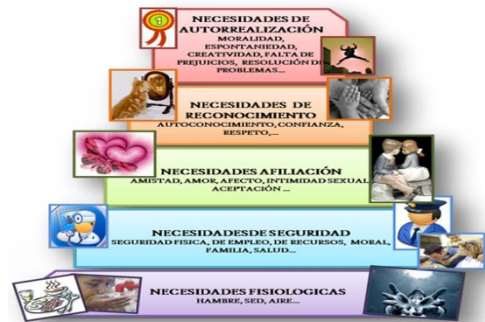 NECESIDADES DE
AUTORREALIZACIÓN
MORALIDAD,
ESPONTANIEDAD,
CREATIVIDAD, FALTA DE
PREJUICIOS, RESOLUCIÓN DE
PROBLEMAS...
NECESIDADES DE
RECONOCIMIENTO
AUTOCONOCIMIENTO, CONFIANZA,
RESPETO,...
NECESIDADES AFILIACIÓN
AMISTAD, AMOR, AFECTO, INTIMIDAD SEXUAL
ACEPTACIÓN ...
NECESIDADESDE SEGURIDAD
SEGURIDAD FISICA, DE EMPLEO, DE RECURSOS, MORAL,
FAMILIA, SALUD...
NECESIDADES FISIOLOGICAS
HAMBRE, SED, AIRE...